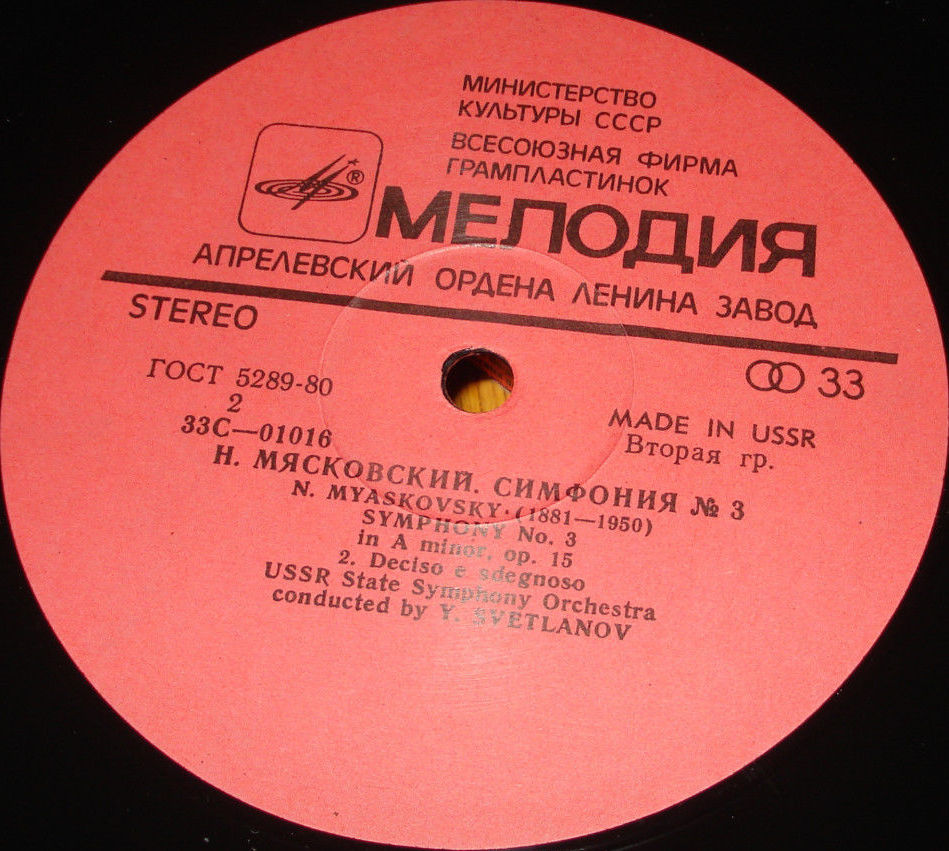 МИНИСТЕРСТВО
КУЛЬТУРЫ СССР
ВСЕСОЮЗНАЯ ФИРМА
ГРАМПЛАСТИНОК
®
МЕЛОДИЯ
АПРЕЛЕВСКИЙ ОРДЕНА ЛЕНИНА ЗАВОД
STEREO
33
ГОСТ 5289-80
2
33С—01016
MADE IN USSR
Вторая гр.
Н. МЯСКОВСКИЙ. СИМФОНИЯ № 3
N. MYASKOVSKY (1881—1950)
SYMPHONY No. 3
in A minor, op. 15
2. Deciso e sdegnoso
USSR State Symphony Orchestra
conducted by Y. SVETLANOV